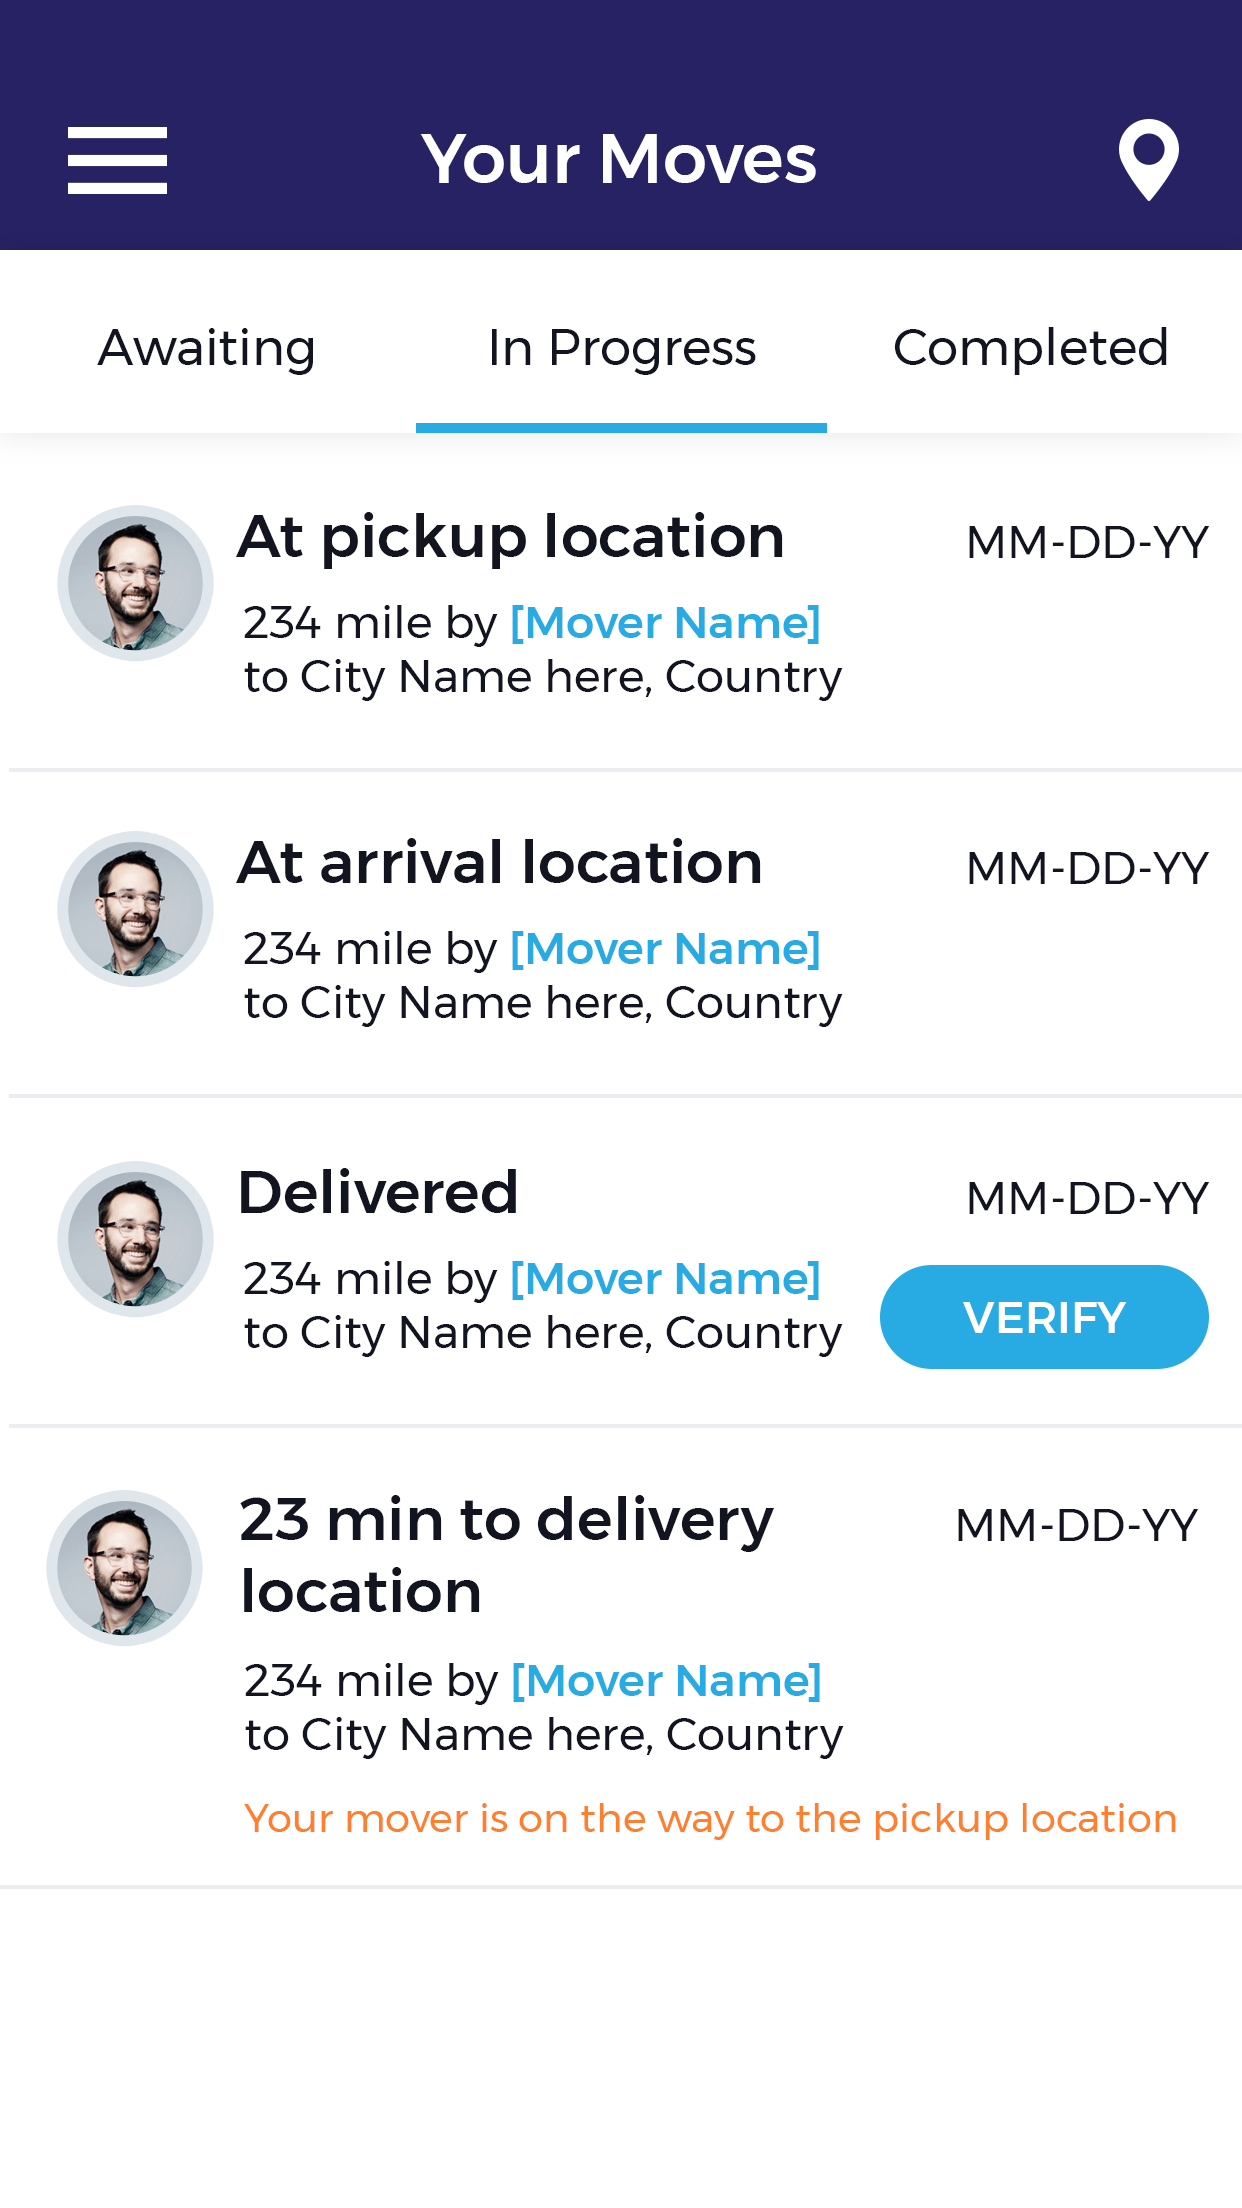 Your Moves
Awaiting
In Progress
Completed
At pickup location
MM-DD-YY
234 mile by [Mover Name]
to City Name here, Country
At arrival location
MM-DD-YY
234 mile by [Mover Name]
to City Name here, Country
Delivered
MM-DD-YY
234 mile by [Mover Name]
to City Name here, Country
VERIFY
23 min to delivery
location
MM-DD-YY
234 mile by [Mover Name]
to City Name here, Country
Your mover is on the way to the pickup location